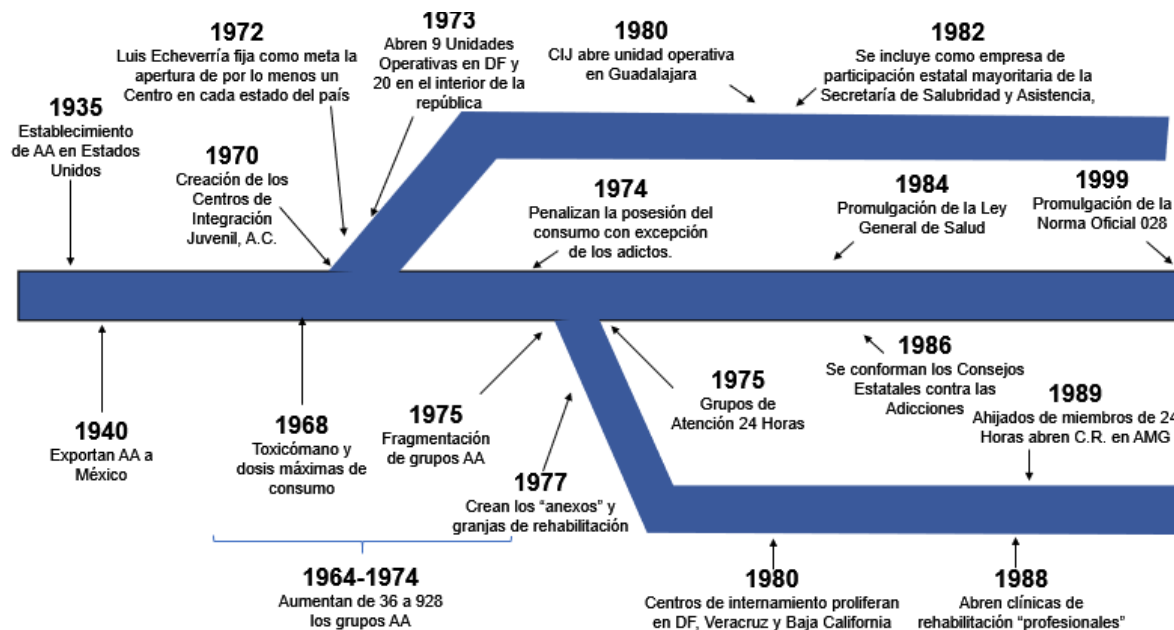 1972
Luis Echeverría fija como meta la
apertura de por lo menos un
Centro en cada estado del país
1973
Abren 9 Unidades
Operativas en DF y
20 en el interior de la
república
1980
CIJ abre unidad operativa
en Guadalajara
1982
Se incluye como empresa de
participación estatal mayoritaria de la
Secretaría de Salubridad y Asistencia,
1935
Establecimiento
de AA en Estados
Unidos
1970
Creación de los
Centros de
Integración
Juvenil, A.C.
1974
Penalizan la posesión del
consumo con excepción
de los adictos.
1984
Promulgación de la Ley
General de Salud
1999
Promulgación de la
Norma Oficial 028
1940
Exportan AA a
México
1968
Toxicómano y
dosis máximas de
consumo
1975
Fragmentación
de grupos AA
1975
Grupos de
Atención 24 Horas
1986
Se conforman los Consejos
Estatales contra las
Adicciones
1989
Ahijados de miembros de 24
Horas abren C.R. en AMG
1977
Crean los “anexos” y
granjas de rehabilitación
1964-1974
Aumentan de 36 a 928
los grupos AA
1980
Centros de internamiento proliferan
en DF, Veracruz y Baja California
1988
Abren clínicas de
rehabilitación “profesionales”